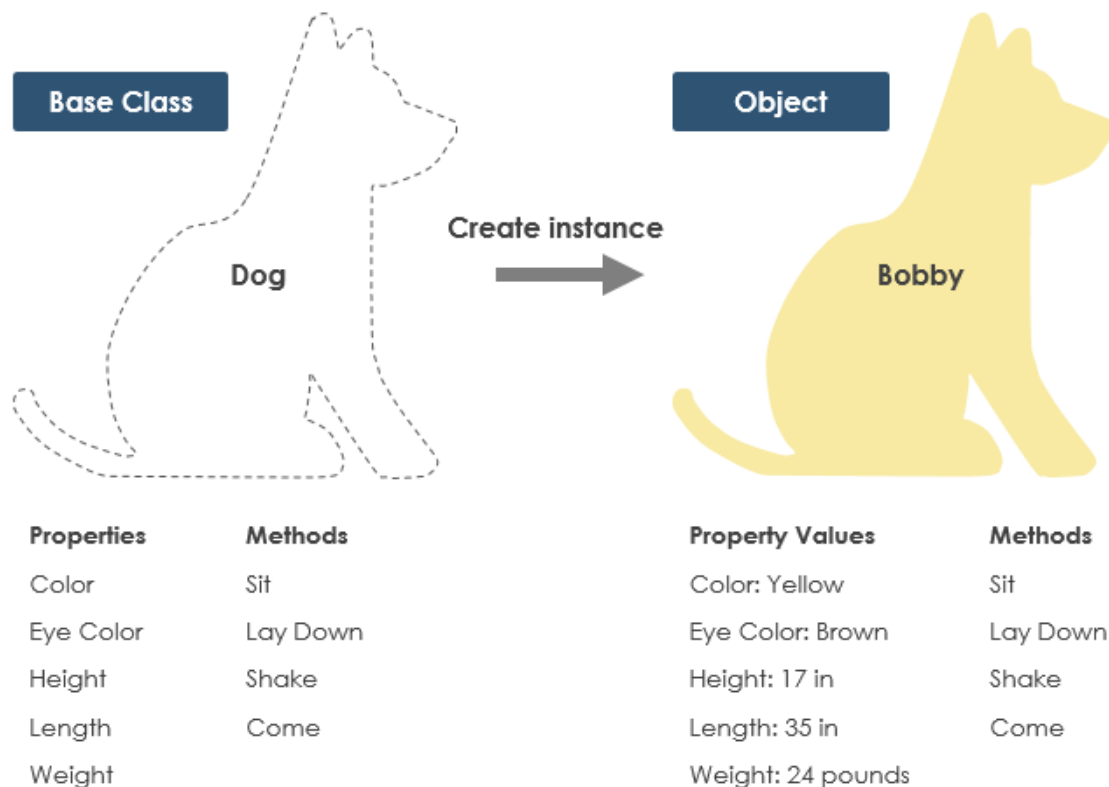 Base Class
Object
Create instance
Dog
Bobby
Properties Methods
Color Sit
Eye Color Lay Down
Height Shake
Length Come
Weight
Property Values Methods
Color: Yellow Sit
Eye Color: Brown Lay Down
Height: 17 in Shake
Length: 35 in Come
Weight: 24 pounds